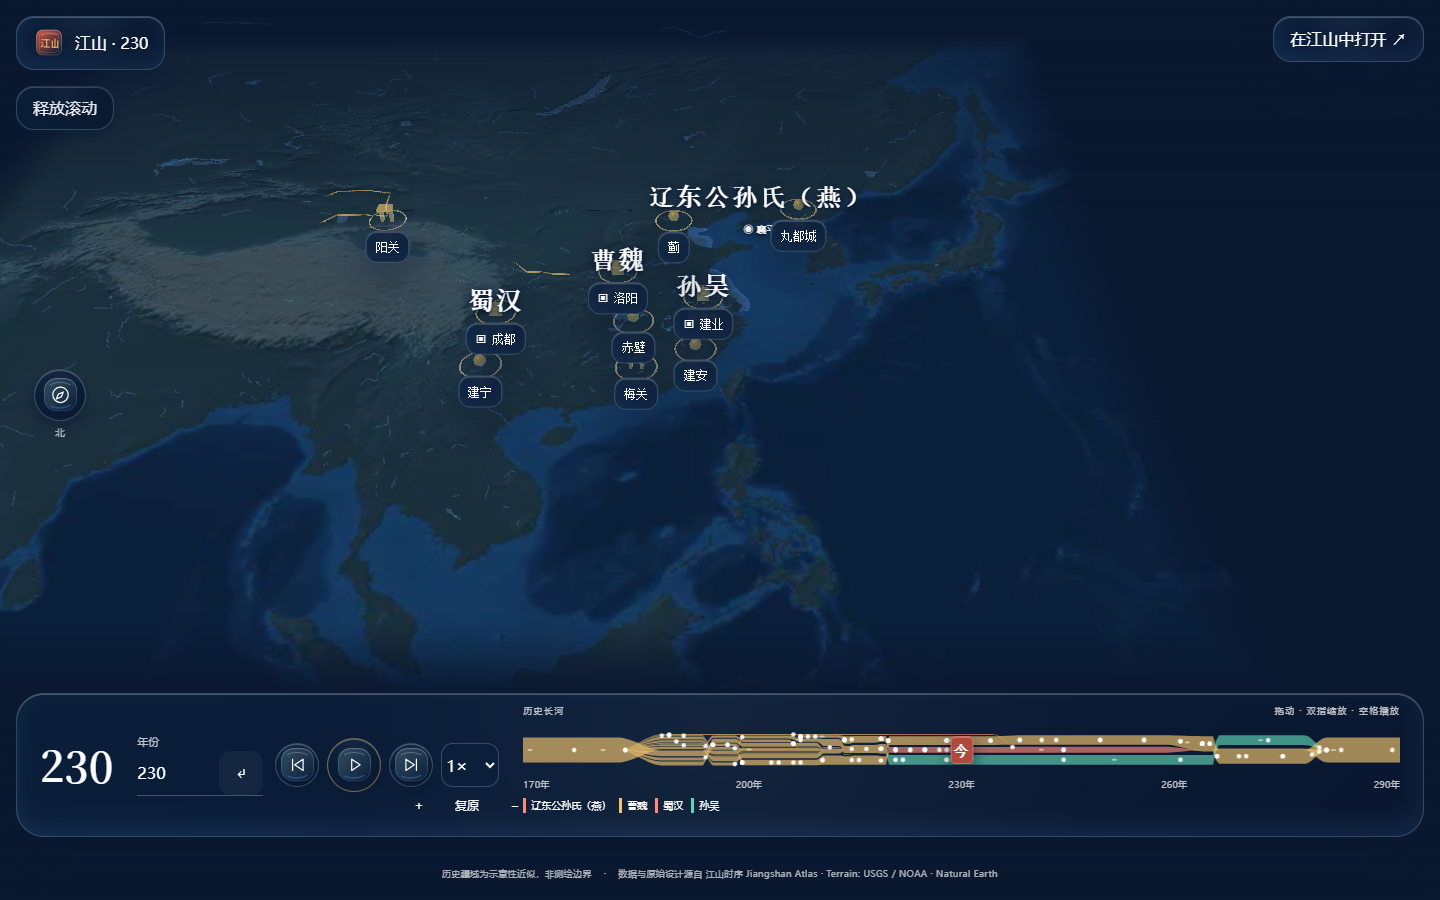 江山
江山 · 230
在江山中打开 ↗
释放滚动
辽东公孙氏（燕）
阳关
蓟
丸都城
曹魏
孙吴
洛阳
蜀汉
建业
成都
赤壁
建安
建宁
梅关
北
历史长河
拖动 · 双指缩放 · 空格播放
230
年份
230
1×
今
170年
200年
230年
260年
290年
+ 复原 −
辽东公孙氏（燕） 曹魏 蜀汉 孙吴
历史疆域为示意性近似，非测绘边界 · 数据与原始设计源自 江山时序 Jiangshan Atlas · Terrain: USGS / NOAA · Natural Earth